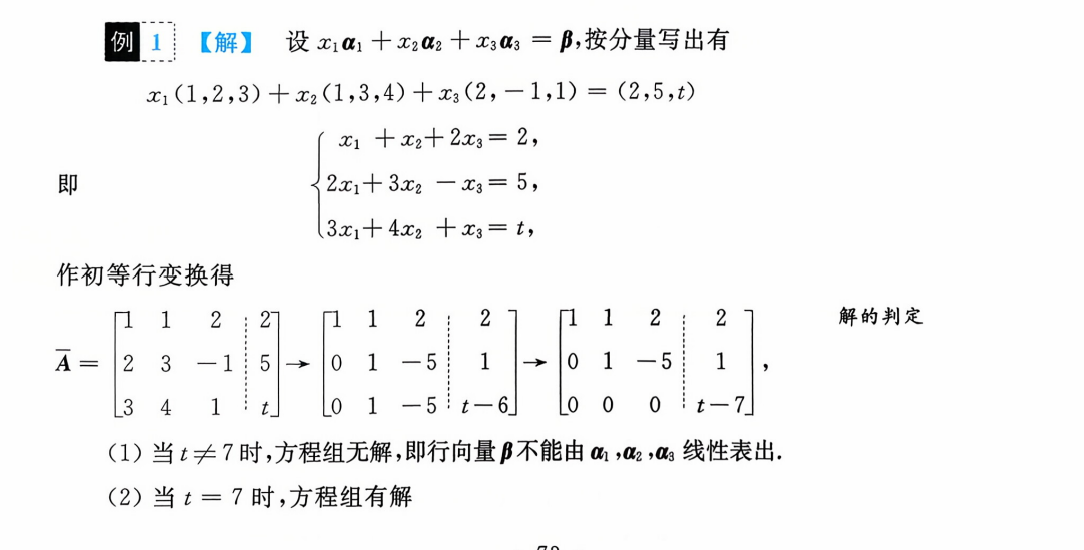 例 1 【解】 设 x₁α₁ + x₂α₂ + x₃α₃ = β,按分量写出有
x₁(1,2,3) + x₂(1,3,4) + x₃(2,-1,1) = (2,5,t)
x₁ + x₂ + 2x₃ = 2,
即 2x₁ + 3x₂ - x₃ = 5,
3x₁ + 4x₂ + x₃ = t,
作初等行变换得
1 1 2 2 1 1 2 2 1 1 2 2 解的判定
A̅ = 2 3 -1 5 → 0 1 -5 1 → 0 1 -5 1 ,
3 4 1 t 0 1 -5 t-6 0 0 0 t-7
(1) 当 t ≠ 7 时,方程组无解,即行向量 β 不能由 α₁,α₂,α₃ 线性表出.
(2) 当 t = 7 时,方程组有解